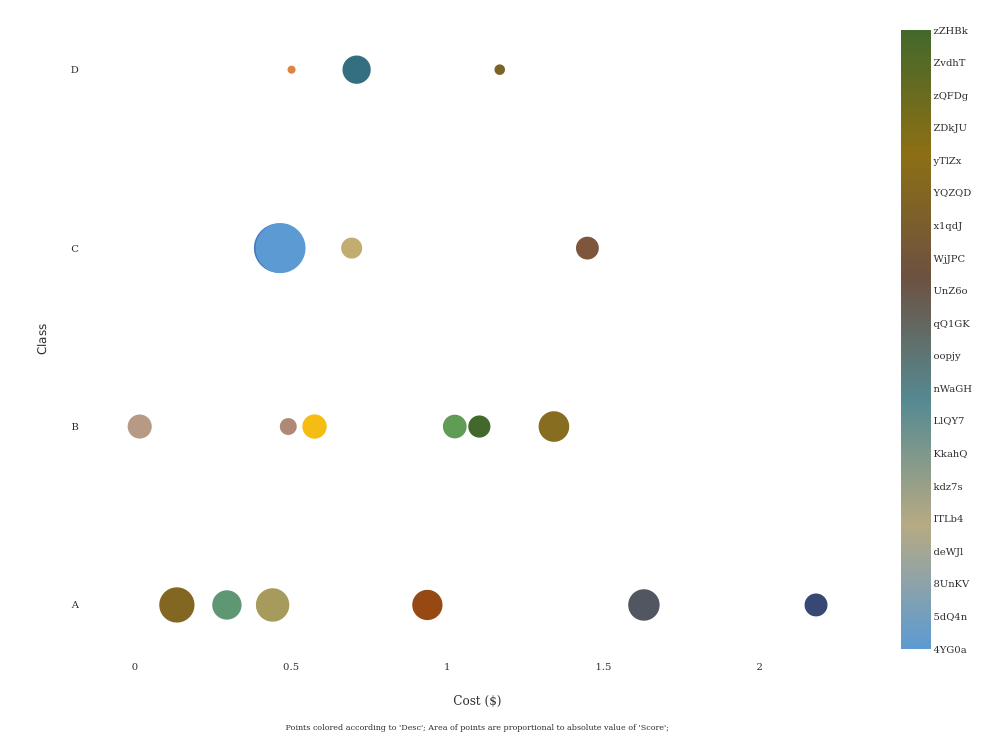 zZHBk
D
ZvdhT
zQFDg
ZDkJU
yTlZx
YQZQD
x1qdJ
C
WjJPC
UnZ6o
qQ1GK
Class
oopjy
nWaGH
LlQY7
B
KkahQ
kdz7s
ITLb4
deWJl
8UnKV
A
5dQ4n
4YG0a
0 0.5 1 1.5 2
Cost ($)
Points colored according to 'Desc'; Area of points are proportional to absolute value of 'Score';